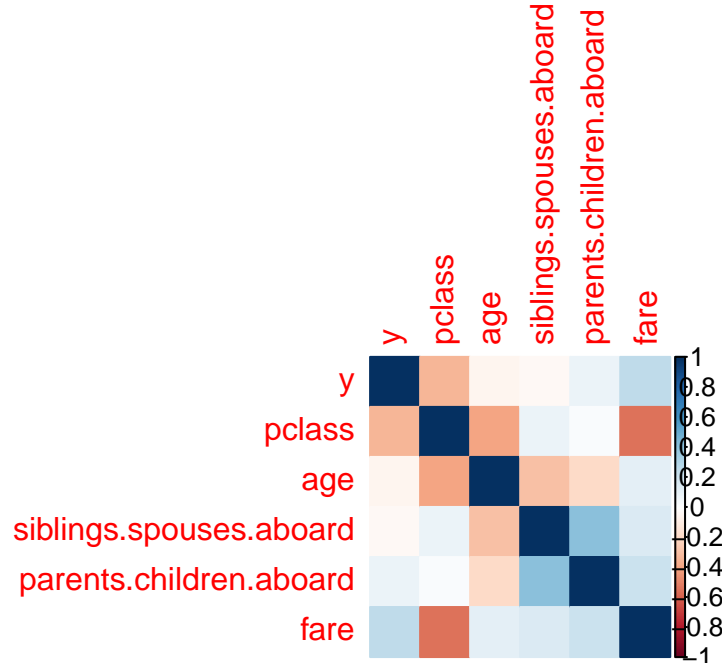 y
pclass
age
siblings.spouses.aboard
parents.children.aboard
fare
y
pclass
age
siblings.spouses.aboard
parents.children.aboard
fare
1
0.8
0.6
0.4
0.2
0
-0.2
-0.4
-0.6
-0.8
-1